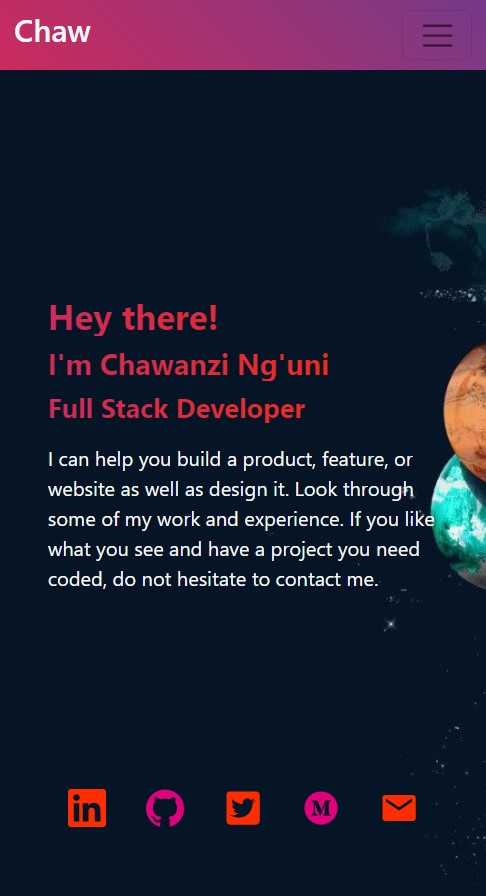 Chaw
Hey there!
I'm Chawanzi Ng'uni
Full Stack Developer
I can help you build a product, feature, or
website as well as design it. Look through
some of my work and experience. If you like
what you see and have a project you need
coded, do not hesitate to contact me.
in
M